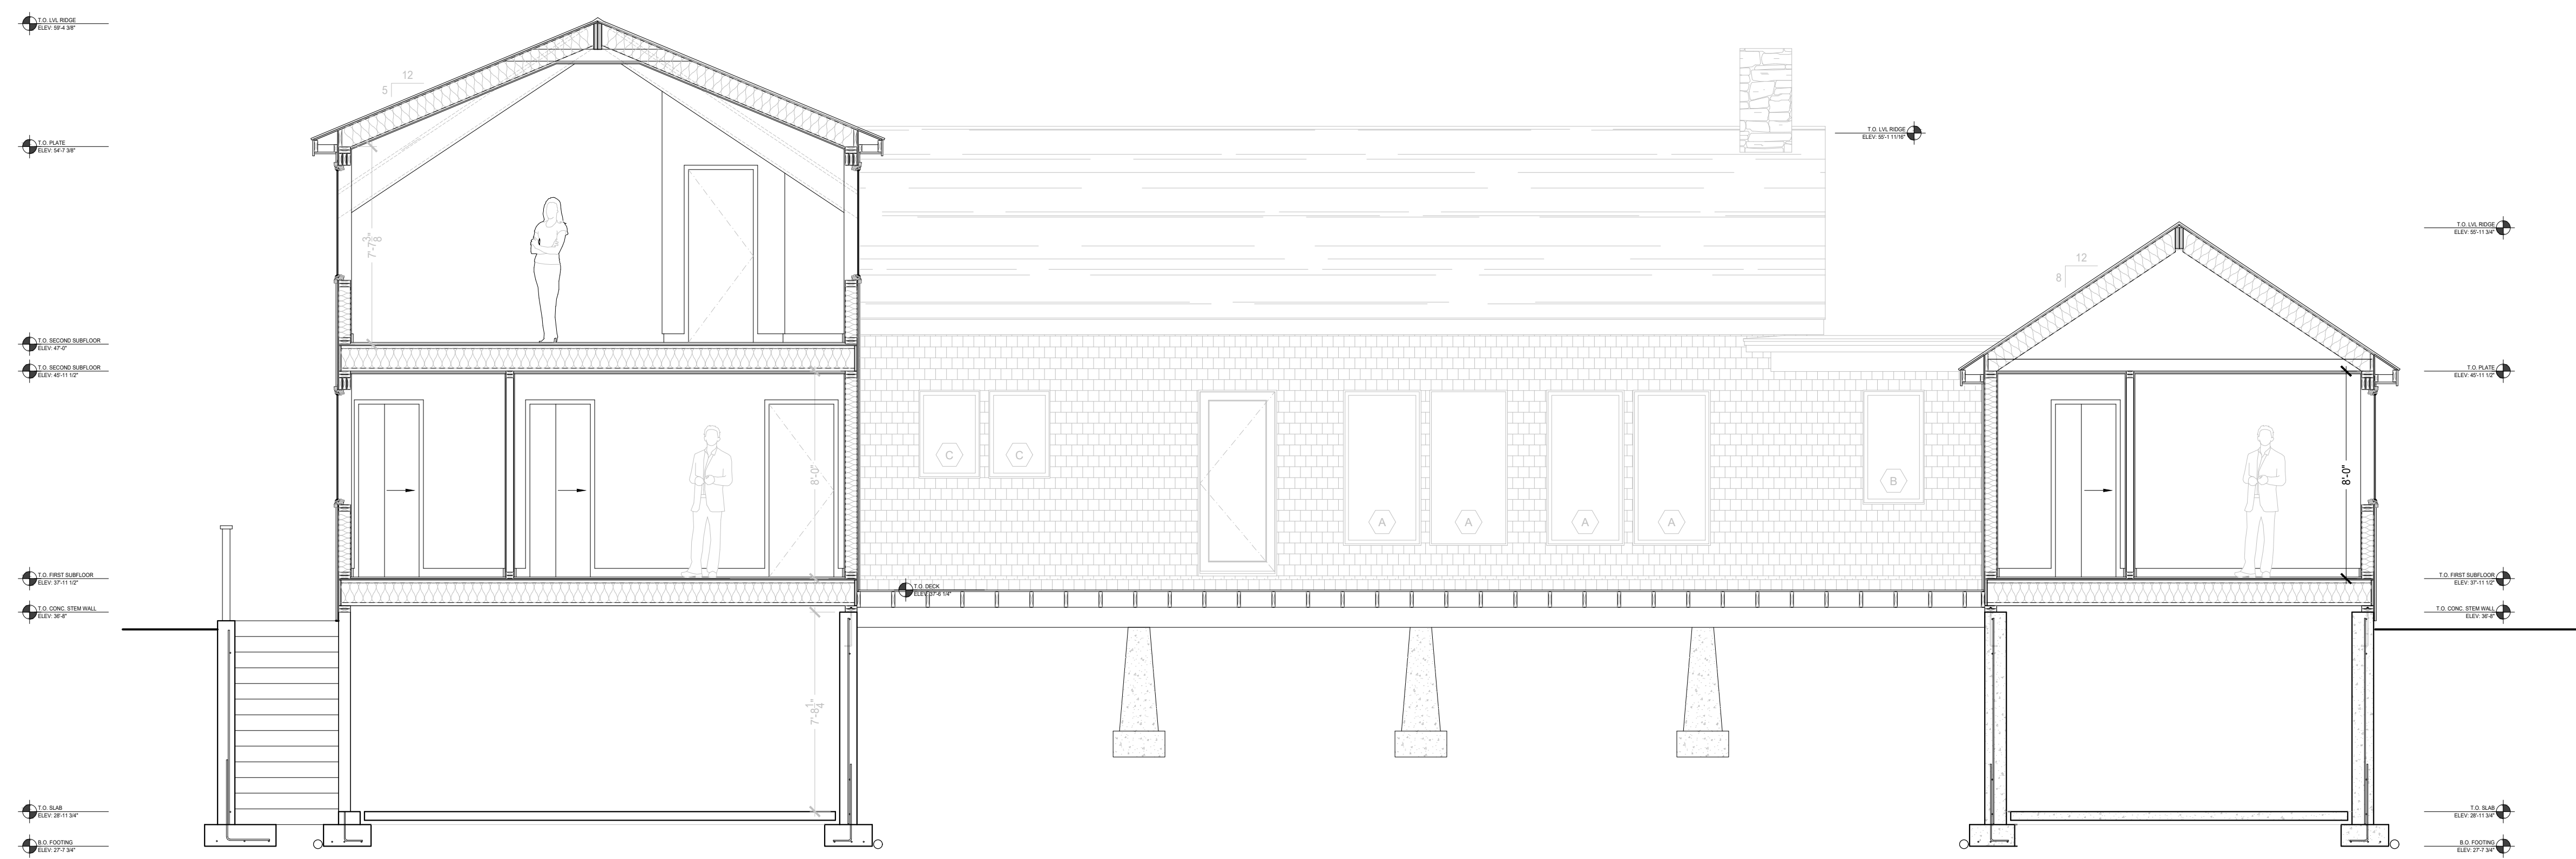 T.O. LVL RIDGE
ELEV: 59'-4 3/8"
12
5
T.O. LVL RIDGE
ELEV: 55'-1 11/16"
T.O. PLATE
ELEV: 54'-7 3/8"
7'-7 3/8"
T.O. LVL RIDGE
ELEV: 55'-11 3/4"
12
8
T.O. SECOND SUBFLOOR
ELEV: 47'-0"
T.O. SECOND SUBFLOOR
ELEV: 45'-11 1/2"
T.O. PLATE
ELEV: 45'-11 1/2"
C
C
8'-0"
B
8'-0"
A
A
A
A
T.O. FIRST SUBFLOOR
ELEV: 37'-11 1/2"
T.O. DECK
ELEV: 37'-6 1/4"
T.O. FIRST SUBFLOOR
ELEV: 37'-11 1/2"
T.O. CONC. STEM WALL
ELEV: 36'-8"
T.O. CONC. STEM WALL
ELEV: 36'-8"
7'-8 1/4"
T.O. SLAB
ELEV: 28'-11 3/4"
T.O. SLAB
ELEV: 28'-11 3/4"
B.O. FOOTING
ELEV: 27'-7 3/4"
B.O. FOOTING
ELEV: 27'-7 3/4"